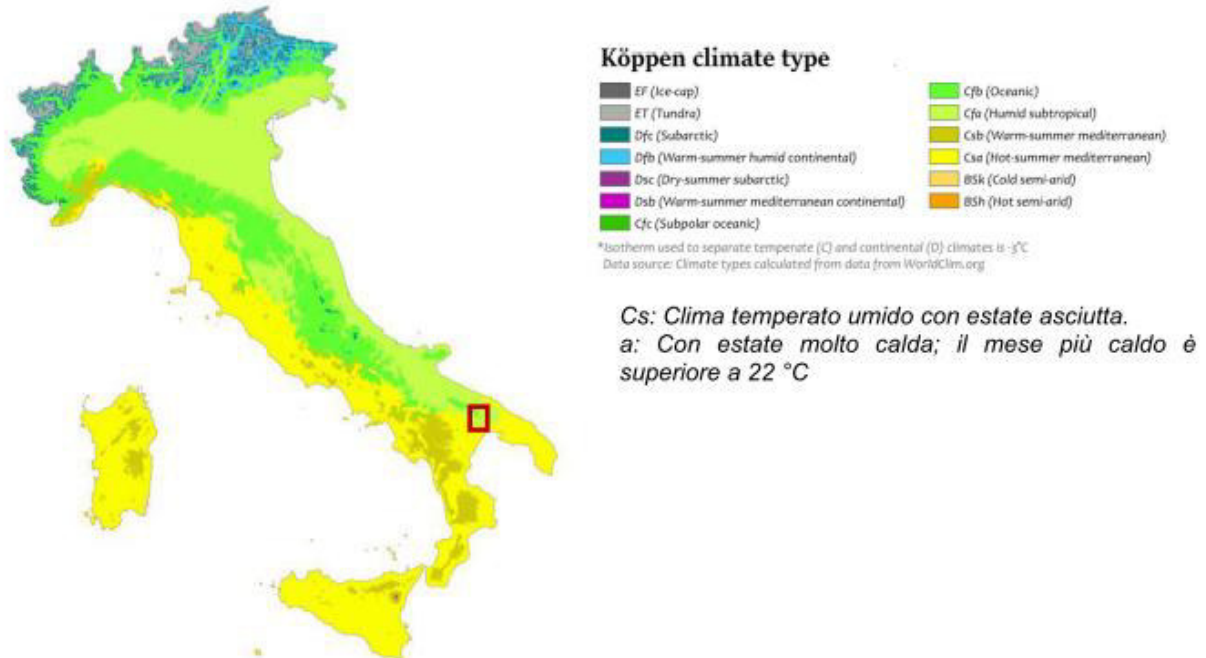 Köppen climate type
EF (Ice-cap)
ET (Tundra)
Dfc (Subarctic)
Dfb (Warm-summer humid continental)
Dsc (Dry-summer subarctic)
Dsb (Warm-summer mediterranean continental)
Cfc (Subpolar oceanic)
Cfb (Oceanic)
Cfa (Humid subtropical)
Csb (Warm-summer mediterranean)
Csa (Hot-summer mediterranean)
BSk (Cold semi-arid)
BSh (Hot semi-arid)
*Isotherm used to separate temperate (C) and continental (D) climates is -3°C
Data source: Climate types calculated from data from WorldClim.org
Cs: Clima temperato umido con estate asciutta.
a: Con estate molto calda; il mese più caldo è
superiore a 22 °C